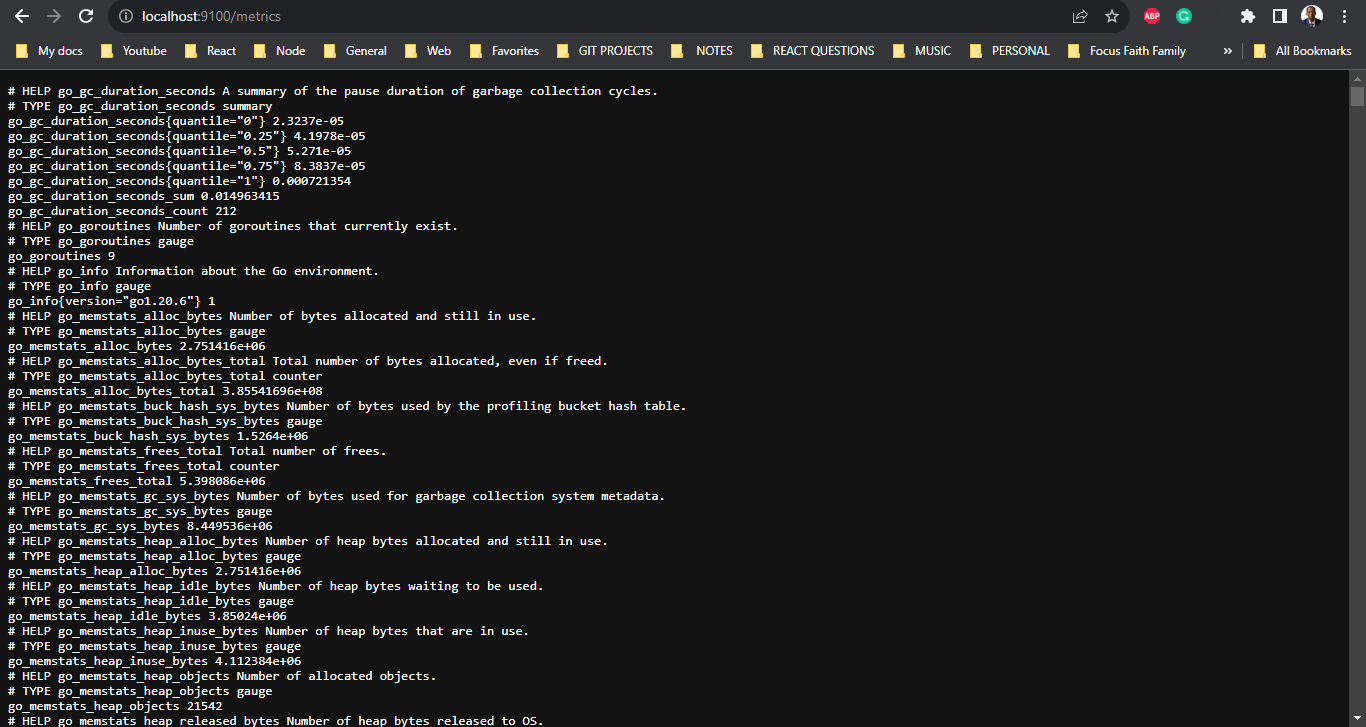 localhost:9100/metrics
ABP
G
My docs Youtube React Node General Web Favorites GIT PROJECTS NOTES REACT QUESTIONS MUSIC PERSONAL Focus Faith Family » All Bookmarks
# HELP go_gc_duration_seconds A summary of the pause duration of garbage collection cycles.
# TYPE go_gc_duration_seconds summary
go_gc_duration_seconds{quantile="0"} 2.3237e-05
go_gc_duration_seconds{quantile="0.25"} 4.1978e-05
go_gc_duration_seconds{quantile="0.5"} 5.271e-05
go_gc_duration_seconds{quantile="0.75"} 8.3837e-05
go_gc_duration_seconds{quantile="1"} 0.000721354
go_gc_duration_seconds_sum 0.014963415
go_gc_duration_seconds_count 212
# HELP go_goroutines Number of goroutines that currently exist.
# TYPE go_goroutines gauge
go_goroutines 9
# HELP go_info Information about the Go environment.
# TYPE go_info gauge
go_info{version="go1.20.6"} 1
# HELP go_memstats_alloc_bytes Number of bytes allocated and still in use.
# TYPE go_memstats_alloc_bytes gauge
go_memstats_alloc_bytes 2.751416e+06
# HELP go_memstats_alloc_bytes_total Total number of bytes allocated, even if freed.
# TYPE go_memstats_alloc_bytes_total counter
go_memstats_alloc_bytes_total 3.85541696e+08
# HELP go_memstats_buck_hash_sys_bytes Number of bytes used by the profiling bucket hash table.
# TYPE go_memstats_buck_hash_sys_bytes gauge
go_memstats_buck_hash_sys_bytes 1.5264e+06
# HELP go_memstats_frees_total Total number of frees.
# TYPE go_memstats_frees_total counter
go_memstats_frees_total 5.398086e+06
# HELP go_memstats_gc_sys_bytes Number of bytes used for garbage collection system metadata.
# TYPE go_memstats_gc_sys_bytes gauge
go_memstats_gc_sys_bytes 8.449536e+06
# HELP go_memstats_heap_alloc_bytes Number of heap bytes allocated and still in use.
# TYPE go_memstats_heap_alloc_bytes gauge
go_memstats_heap_alloc_bytes 2.751416e+06
# HELP go_memstats_heap_idle_bytes Number of heap bytes waiting to be used.
# TYPE go_memstats_heap_idle_bytes gauge
go_memstats_heap_idle_bytes 3.85024e+06
# HELP go_memstats_heap_inuse_bytes Number of heap bytes that are in use.
# TYPE go_memstats_heap_inuse_bytes gauge
go_memstats_heap_inuse_bytes 4.112384e+06
# HELP go_memstats_heap_objects Number of allocated objects.
# TYPE go_memstats_heap_objects gauge
go_memstats_heap_objects 21542
# HELP go_memstats_heap_released_bytes Number of heap bytes released to OS.